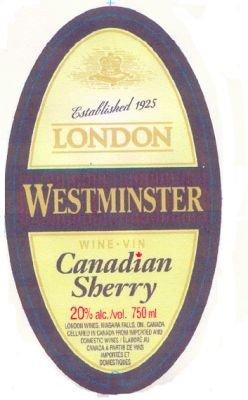 Established 1925
LONDON
WESTMINSTER
WINE • VIN
Canadian
Sherry
20% alc./vol. 750 ml
LONDON WINES, NIAGARA FALLS, ON., CANADA
CELLARED IN CANADA FROM IMPORTED AND
DOMESTIC WINES / ÉLABORÉ AU
CANADA À PARTIR DE VINS
IMPORTÉS ET
DOMESTIQUES